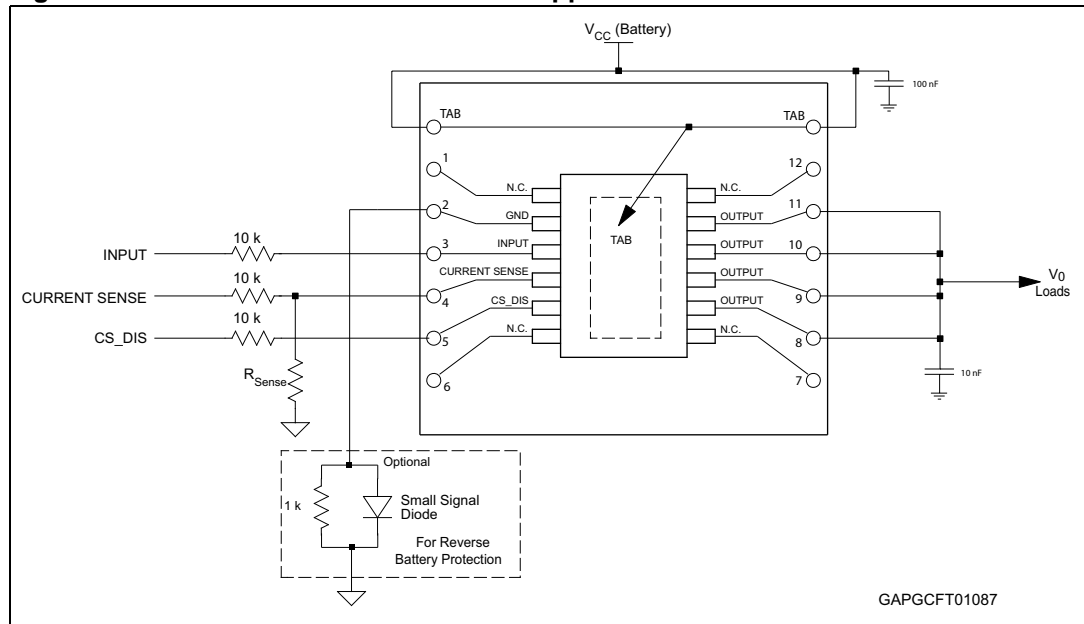 V_CC (Battery)
100 nF
TAB
TAB
1
12
N.C.
N.C.
2
GND
OUTPUT
11
INPUT
10 k
3
INPUT
TAB
OUTPUT
10
CURRENT SENSE
10 k
4
CURRENT SENSE
OUTPUT
9
V0
Loads
CS_DIS
10 k
5
CS_DIS
OUTPUT
8
N.C.
N.C.
6
7
10 nF
R_Sense
Optional
1 k
Small Signal
Diode
For Reverse
Battery Protection
GAPGCFT01087